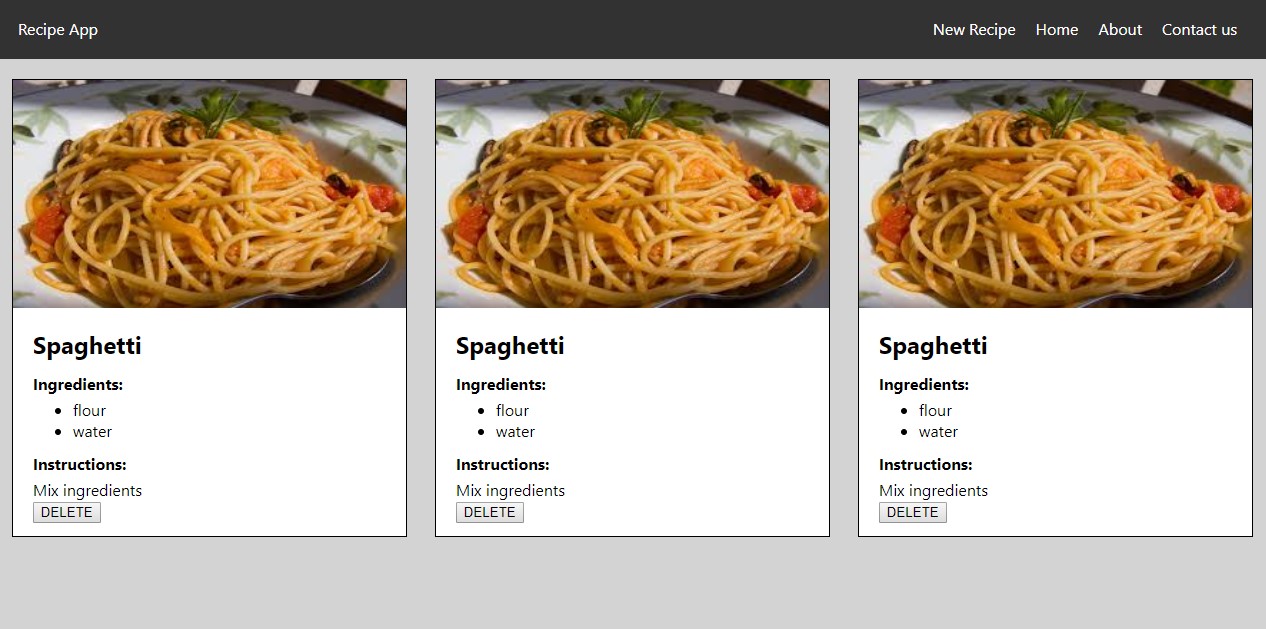 Recipe App
New Recipe Home About Contact us
Spaghetti
Ingredients:
flour
water
Instructions:
Mix ingredients
DELETE
Spaghetti
Ingredients:
flour
water
Instructions:
Mix ingredients
DELETE
Spaghetti
Ingredients:
flour
water
Instructions:
Mix ingredients
DELETE